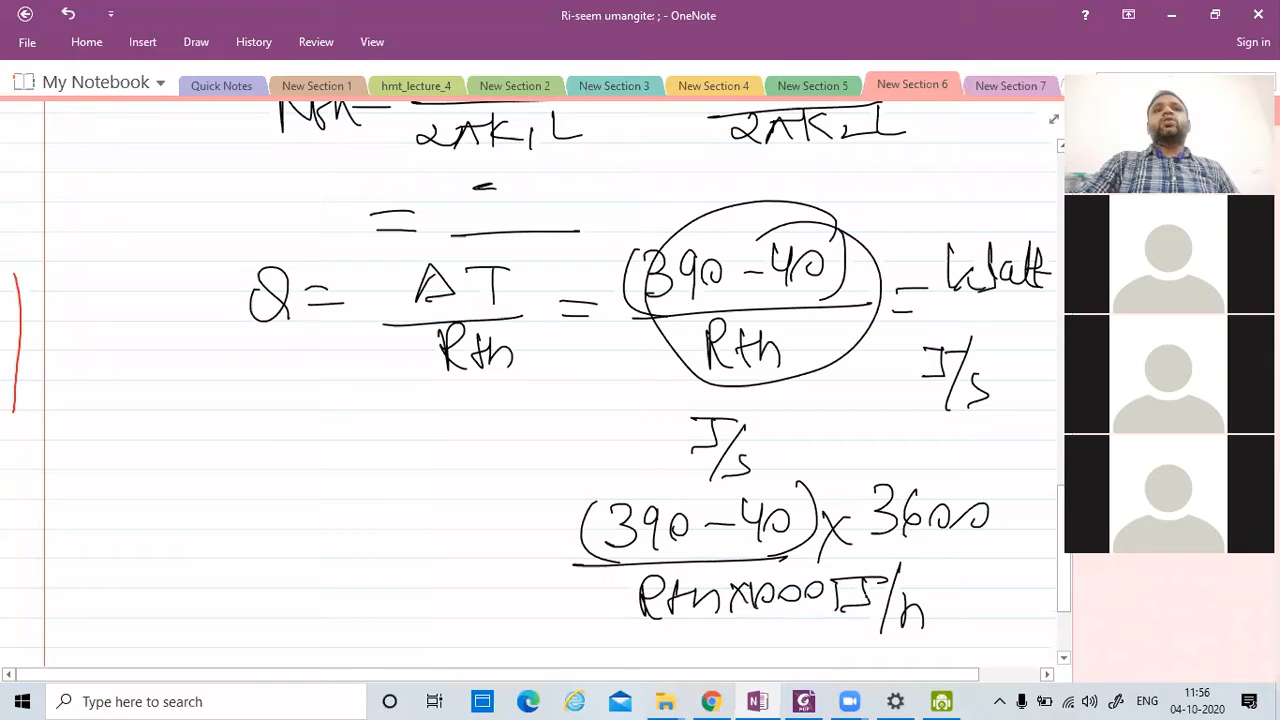 Ri-seem umangite: ; - OneNote
File Home Insert Draw History Review View
Sign in
My Notebook
Quick Notes New Section 1 hmt_lecture_4 New Section 2 New Section 3 New Section 4 New Section 5 New Section 6 New Section 7
2πK1L 2πK2L
=
Q = ΔT/Rth = (390-40)/Rth =
J/s
J/s
(390-40) x 3600
Rth x 1000 J/h
Type here to search
ENG
1:56
04-10-2020